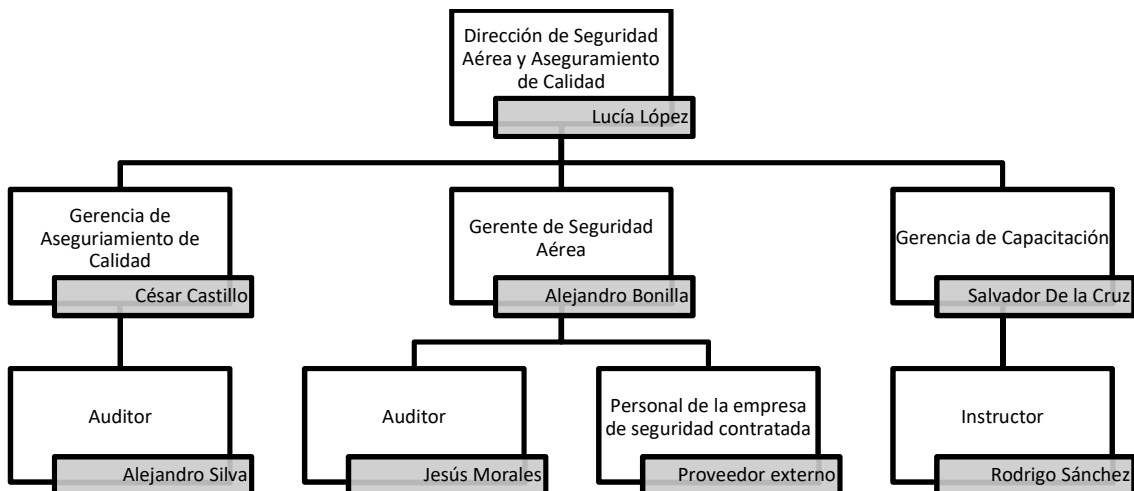 Dirección de Seguridad
Aérea y Aseguramiento
de Calidad
Lucía López
Gerencia de
Aseguriamiento de
Calidad
César Castillo
Gerente de Seguridad
Aérea
Alejandro Bonilla
Gerencia de Capacitación
Salvador De la Cruz
Auditor
Alejandro Silva
Auditor
Jesús Morales
Personal de la empresa
de seguridad contratada
Proveedor externo
Instructor
Rodrigo Sánchez